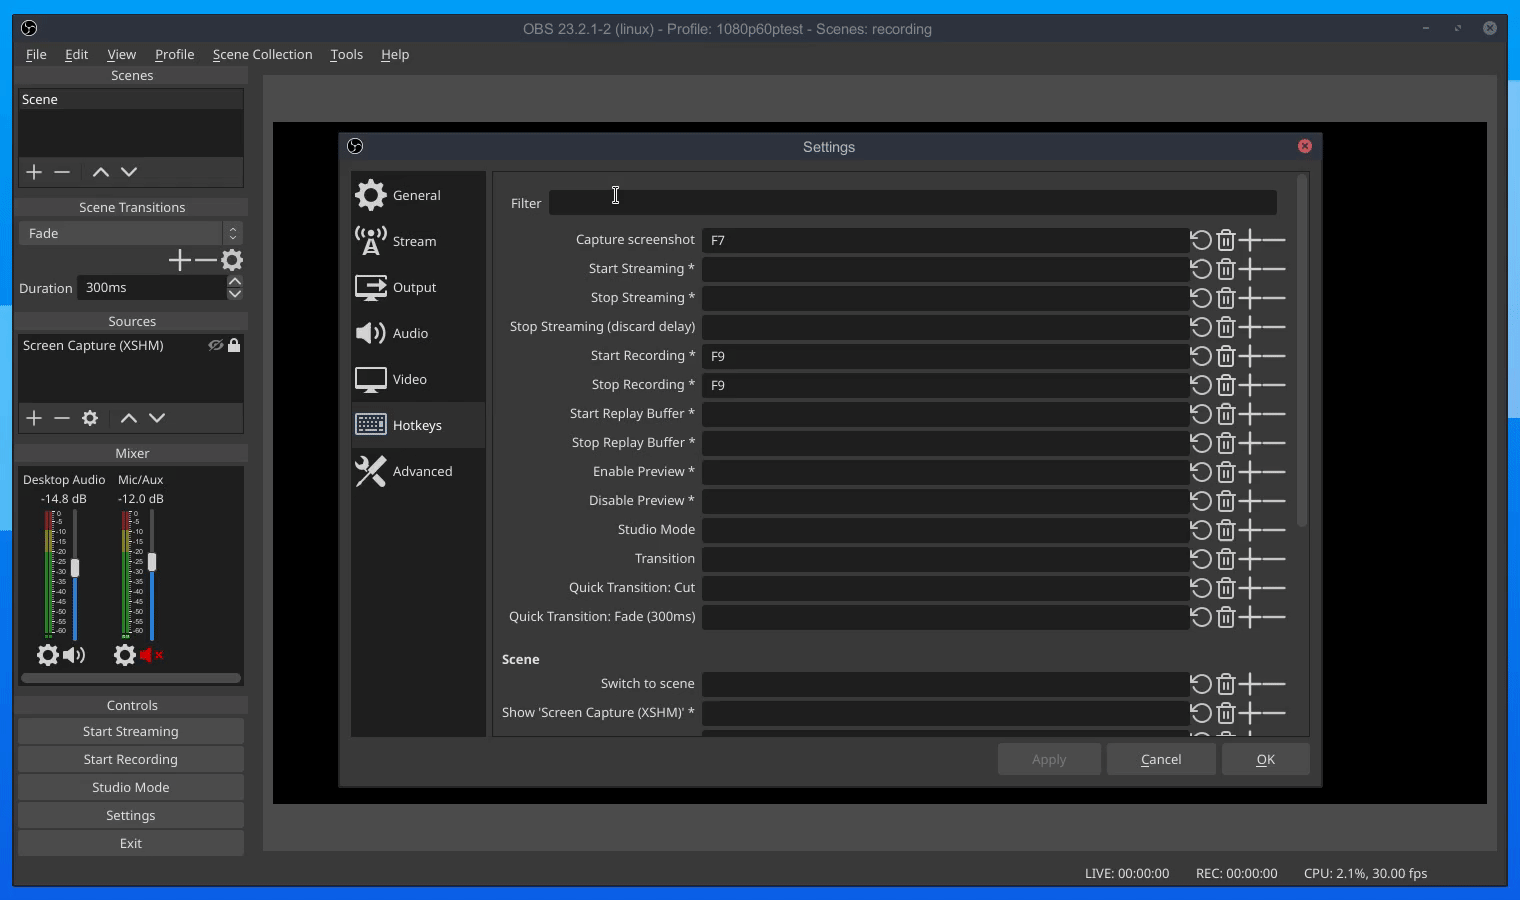 OBS 23.2.1-2 (linux) - Profile: 1080p60ptest - Scenes: recording
File Edit View Profile Scene Collection Tools Help
Scenes
Scene
Scene Transitions
Fade
Duration 300ms
Sources
Screen Capture (XSHM)
Mixer
Desktop Audio Mic/Aux
-14.8 dB -12.0 dB
0 0
-5 -5
-10 -10
-15 -15
-20 -20
-25 -25
-30 -30
-35 -35
-40 -40
-45 -45
-50 -50
-55 -55
-60 -60
Controls
Start Streaming
Start Recording
Studio Mode
Settings
Exit
Settings
General
Stream
Output
Audio
Video
Hotkeys
Advanced
Filter
Capture screenshot F7
Start Streaming *
Stop Streaming *
Stop Streaming (discard delay)
Start Recording * F9
Stop Recording * F9
Start Replay Buffer *
Stop Replay Buffer *
Enable Preview *
Disable Preview *
Studio Mode
Transition
Quick Transition: Cut
Quick Transition: Fade (300ms)
Scene
Switch to scene
Show 'Screen Capture (XSHM)' *
Apply Cancel OK
LIVE: 00:00:00 REC: 00:00:00 CPU: 2.1%, 30.00 fps